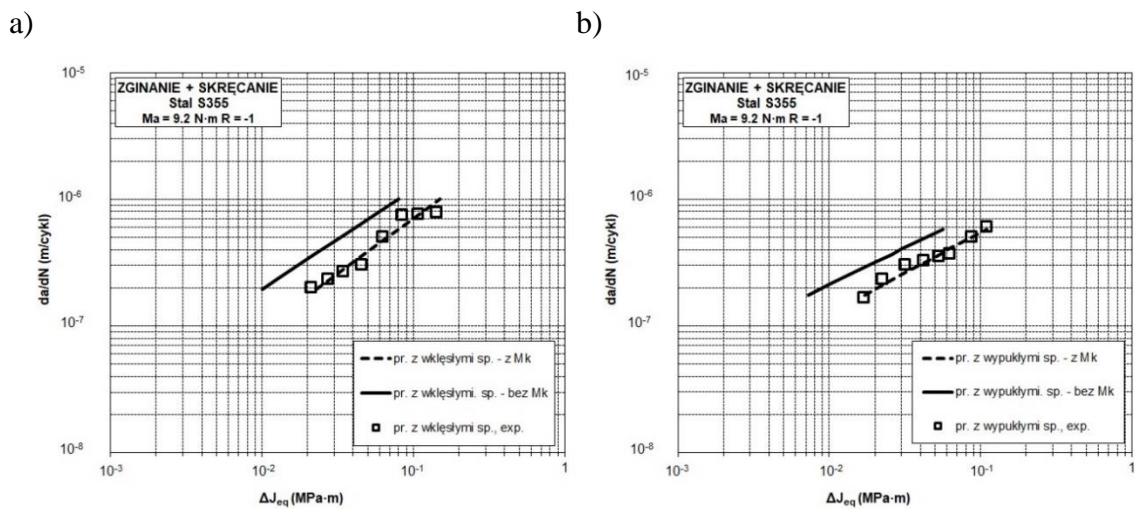 a)
ZGINANIE + SKRĘCANIE
Stal S355
Ma = 9.2 N·m R = -1
da/dN (m/cykl)
10-5
10-6
10-7
10-8
10-3
10-2
10-1
1
ΔJeq (MPa·m)
pr. z wklęsłymi sp. - z Mk
pr. z wklęsłymi. sp. - bez Mk
pr. z wklęsłymi sp., exp.
b)
ZGINANIE + SKRĘCANIE
Stal S355
Ma = 9.2 N·m R = -1
da/dN (m/cykl)
10-5
10-6
10-7
10-8
10-3
10-2
10-1
1
ΔJeq (MPa·m)
pr. z wypukłymi sp. - z Mk
pr. z wypukłymi. sp. - bez Mk
pr. z wypukłymi sp., exp.